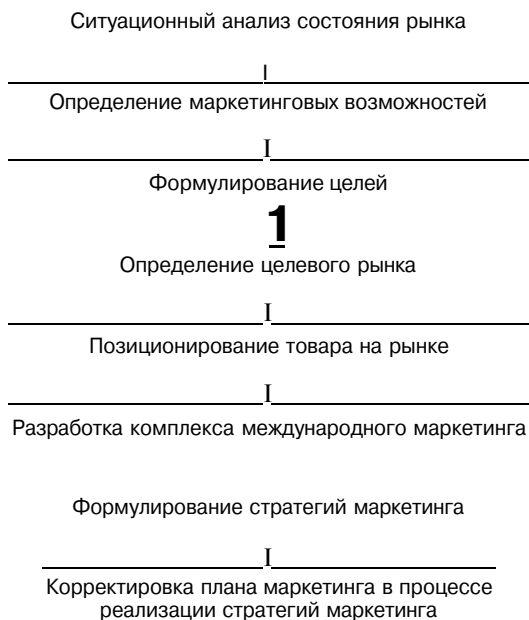 Ситуационный анализ состояния рынка
I
Определение маркетинговых возможностей
I
Формулирование целей
1
Определение целевого рынка
I
Позиционирование товара на рынке
I
Разработка комплекса международного маркетинга
Формулирование стратегий маркетинга
I
Корректировка плана маркетинга в процессе
реализации стратегий маркетинга